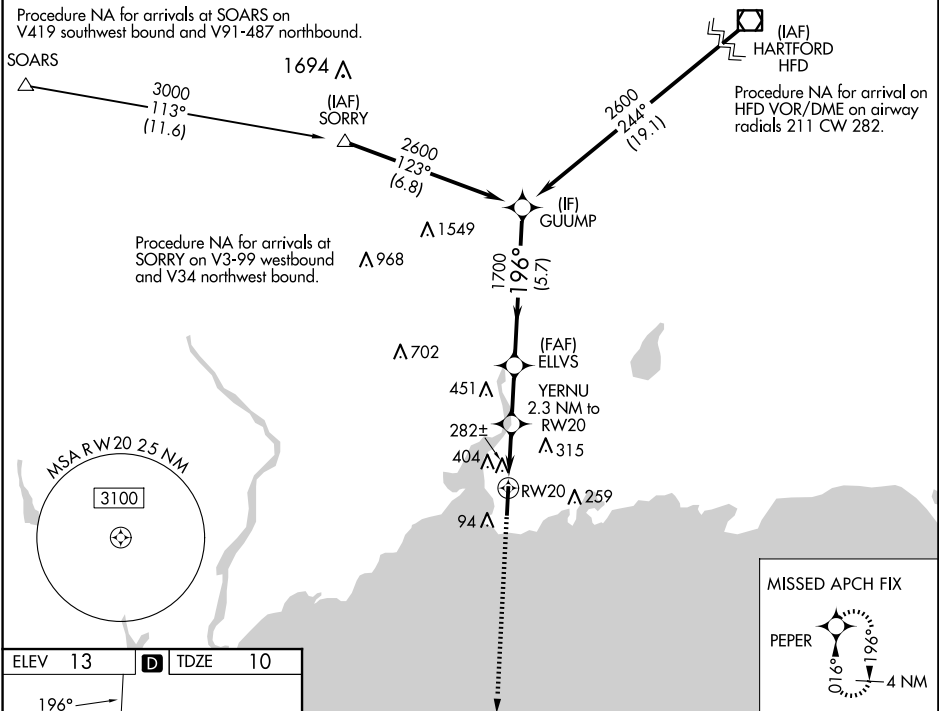 Procedure NA for arrivals at SOARS on
V419 southwest bound and V91-487 northbound.
SOARS
3000
113°
(11.6)
1694
(IAF)
SORRY
2600
123°
(6.8)
(IAF)
HARTFORD
HFD
2600
244°
(19.1)
Procedure NA for arrival on
HFD VOR/DME on airway
radials 211 CW 282.
(IF)
GUUMP
1549
968
Procedure NA for arrivals at
SORRY on V3-99 westbound
and V34 northwest bound.
1700
196°
(5.7)
702
(FAF)
ELLVS
451
YERNU
2.3 NM to
RW20
282±
315
404
RW20
259
94
MSA RW20 25 NM
3100
MISSED APCH FIX
PEPER
016°
196°
4 NM
ELEV 13 D TDZE 10
196°